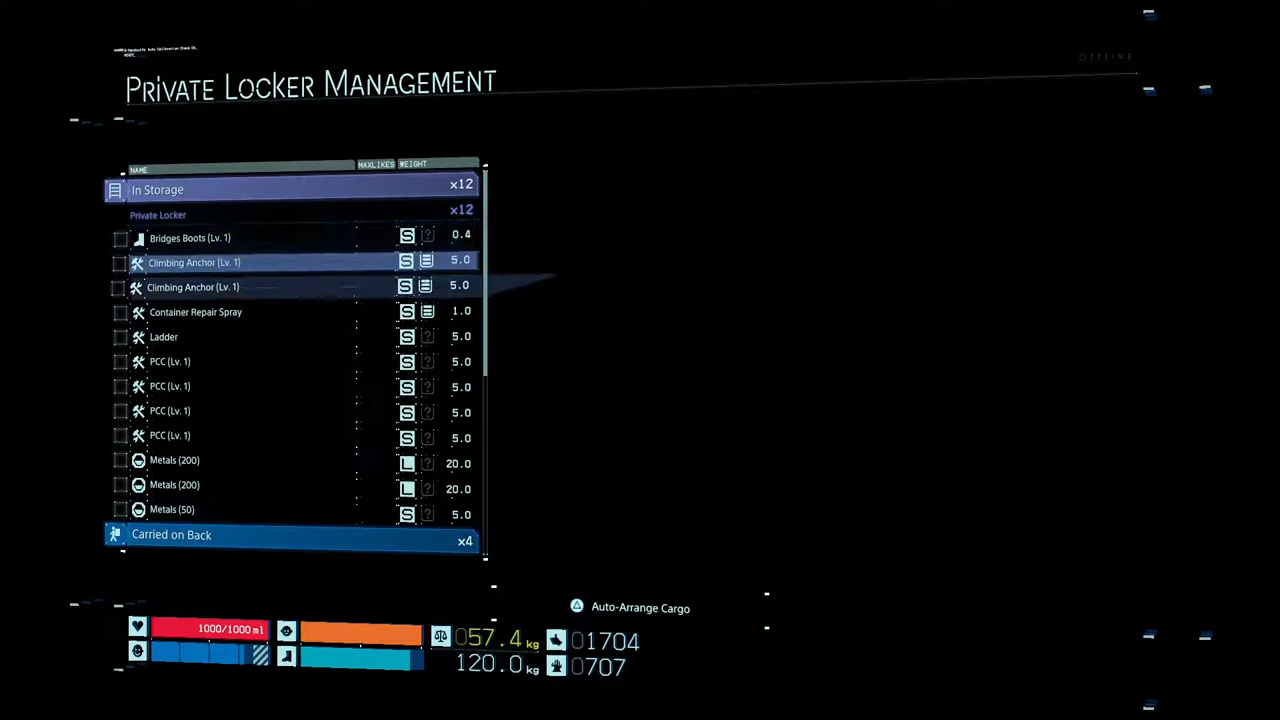 OFFLINE
Private Locker Management
NAME MAXLIKES WEIGHT
In Storage x12
Private Locker x12
Bridges Boots (Lv. 1) S ? 0.4
Climbing Anchor (Lv. 1) S 5.0
Climbing Anchor (Lv. 1) S 5.0
Container Repair Spray S 1.0
Ladder S ? 5.0
PCC (Lv. 1) S ? 5.0
PCC (Lv. 1) S ? 5.0
PCC (Lv. 1) S ? 5.0
PCC (Lv. 1) S ? 5.0
Metals (200) L ? 20.0
Metals (200) L ? 20.0
Metals (50) S ? 5.0
Carried on Back x4
Auto-Arrange Cargo
1000/1000 ml 057.4 kg 01704
120.0 kg 0707